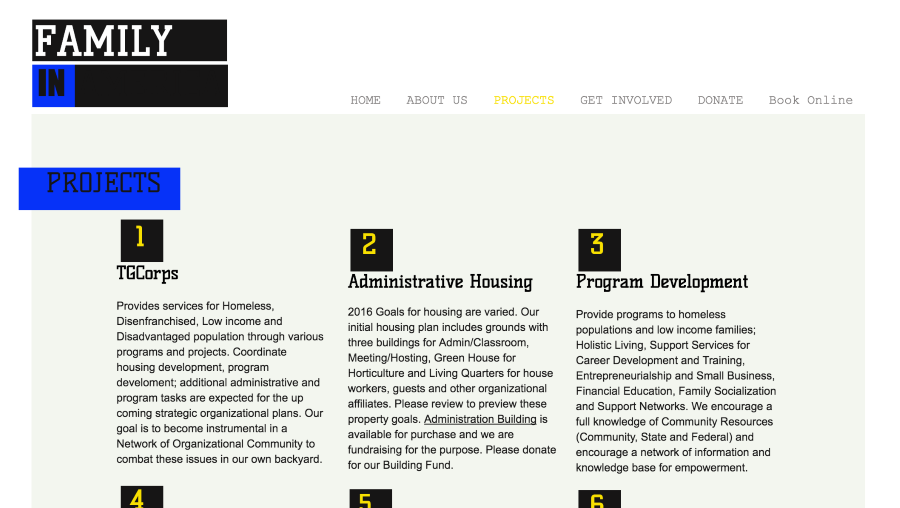 FAMILY
IN
HOME ABOUT US PROJECTS GET INVOLVED DONATE Book Online
PROJECTS
1
TGCorps
Provides services for Homeless,
Disenfranchised, Low income and
Disadvantaged population through various
programs and projects. Coordinate
housing development, program
develoment; additional administrative and
program tasks are expected for the up
coming strategic organizational plans. Our
goal is to become instrumental in a
Network of Organizational Community to
combat these issues in our own backyard.
2
Administrative Housing
2016 Goals for housing are varied. Our
initial housing plan includes grounds with
three buildings for Admin/Classroom,
Meeting/Hosting, Green House for
Horticulture and Living Quarters for house
workers, guests and other organizational
affiliates. Please review to preview these
property goals. Administration Building is
available for purchase and we are
fundraising for the purpose. Please donate
for our Building Fund.
3
Program Development
Provide programs to homeless
populations and low income families;
Holistic Living, Support Services for
Career Development and Training,
Entrepreneurialship and Small Business,
Financial Education, Family Socialization
and Support Networks. We encourage a
full knowledge of Community Resources
(Community, State and Federal) and
encourage a network of information and
knowledge base for empowerment.
4
5
6